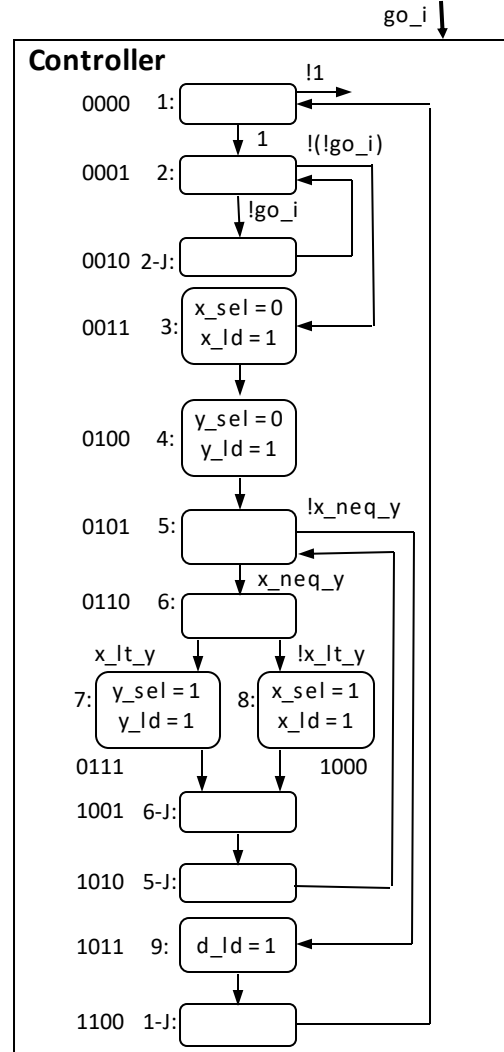 go_i
Controller
!1
0000 1:
1
!(!go_i)
0001 2:
!go_i
0010 2-J:
x_sel = 0
0011 3:
x_ld = 1
y_sel = 0
0100 4:
y_ld = 1
!x_neq_y
0101 5:
x_neq_y
0110 6:
x_lt_y !x_lt_y
7: y_sel = 1 8: x_sel = 1
y_ld = 1 x_ld = 1
0111 1000
1001 6-J:
1010 5-J:
1011 9: d_ld = 1
1100 1-J: